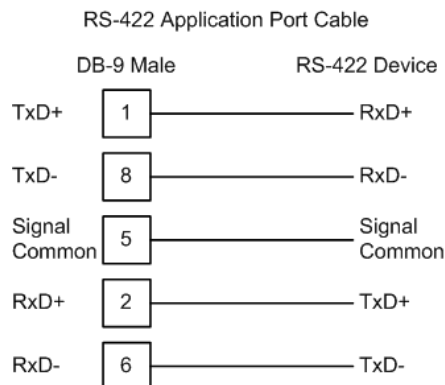 RS-422 Application Port Cable
DB-9 Male RS-422 Device
TxD+ 1 RxD+
TxD- 8 RxD-
Signal Common 5 Signal Common
RxD+ 2 TxD+
RxD- 6 TxD-